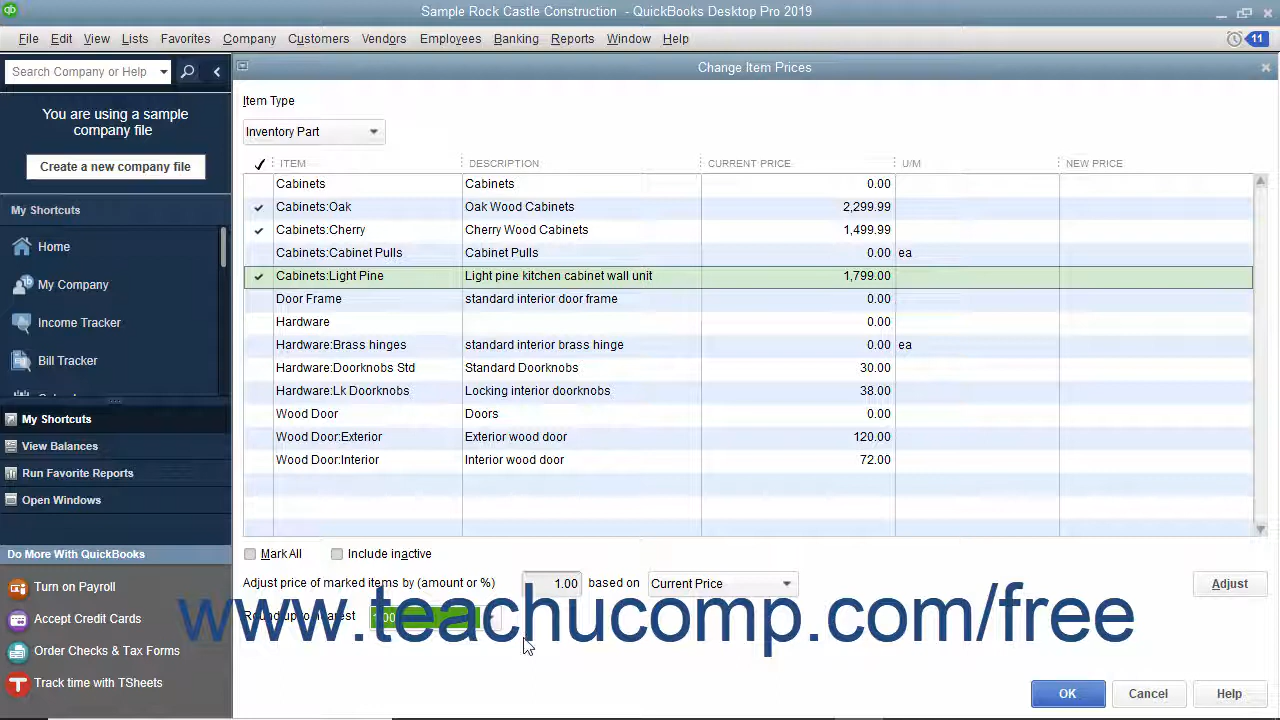 Sample Rock Castle Construction - QuickBooks Desktop Pro 2019
File Edit View Lists Favorites Company Customers Vendors Employees Banking Reports Window Help 11
Search Company or Help
Change Item Prices
You are using a sample
company file
Create a new company file
My Shortcuts
Home
My Company
Income Tracker
Bill Tracker
My Shortcuts
View Balances
Run Favorite Reports
Open Windows
Do More With QuickBooks
Turn on Payroll
Accept Credit Cards
Order Checks & Tax Forms
Track time with TSheets
Item Type
Inventory Part
ITEM DESCRIPTION CURRENT PRICE U/M NEW PRICE
Cabinets Cabinets 0.00
Cabinets:Oak Oak Wood Cabinets 2,299.99
Cabinets:Cherry Cherry Wood Cabinets 1,499.99
Cabinets:Cabinet Pulls Cabinet Pulls 0.00 ea
Cabinets:Light Pine Light pine kitchen cabinet wall unit 1,799.00
Door Frame standard interior door frame 0.00
Hardware 0.00
Hardware:Brass hinges standard interior brass hinge 0.00 ea
Hardware:Doorknobs Std Standard Doorknobs 30.00
Hardware:Lk Doorknobs Locking interior doorknobs 38.00
Wood Door Doors 0.00
Wood Door:Exterior Exterior wood door 120.00
Wood Door:Interior Interior wood door 72.00
Mark All Include inactive
Adjust price of marked items by (amount or %) 1.00 based on Current Price Adjust
Round up to nearest 1.00
www.teachucomp.com/free
OK Cancel Help